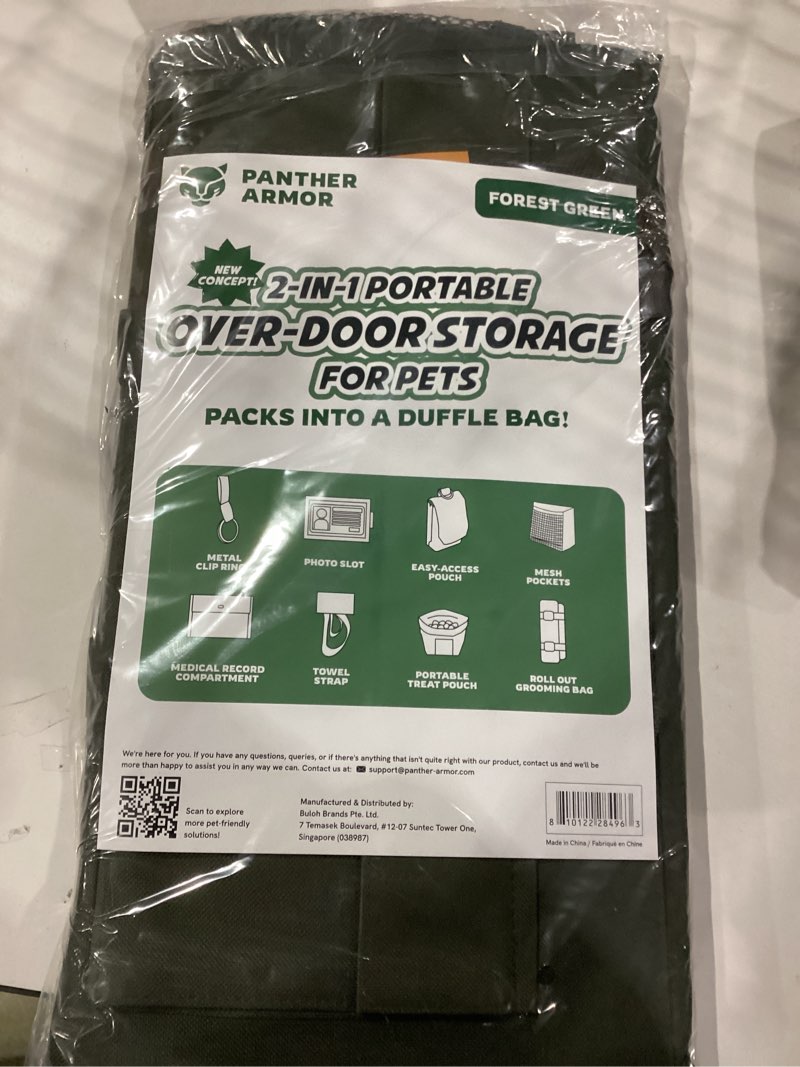 PANTHER
ARMOR
FOREST GREEN
NEW
CONCEPT!
2-IN-1 PORTABLE
OVER-DOOR STORAGE
FOR PETS
PACKS INTO A DUFFLE BAG!
METAL
CLIP RING
PHOTO SLOT
EASY-ACCESS
POUCH
MESH
POCKETS
MEDICAL RECORD
COMPARTMENT
TOWEL
STRAP
PORTABLE
TREAT POUCH
ROLL OUT
GROOMING BAG
We're here for you. If you have any questions, queries, or if there's anything that isn't quite right with our product, contact us and we'll be
more than happy to assist you in any way we can. Contact us at: support@panther-armor.com
Scan to explore
more pet-friendly
solutions!
Manufactured & Distributed by:
Buloh Brands Pte. Ltd.
7 Temasek Boulevard, #12-07 Suntec Tower One,
Singapore (038987)
8 10122 28496 3
Made in China / Fabriqué en Chine